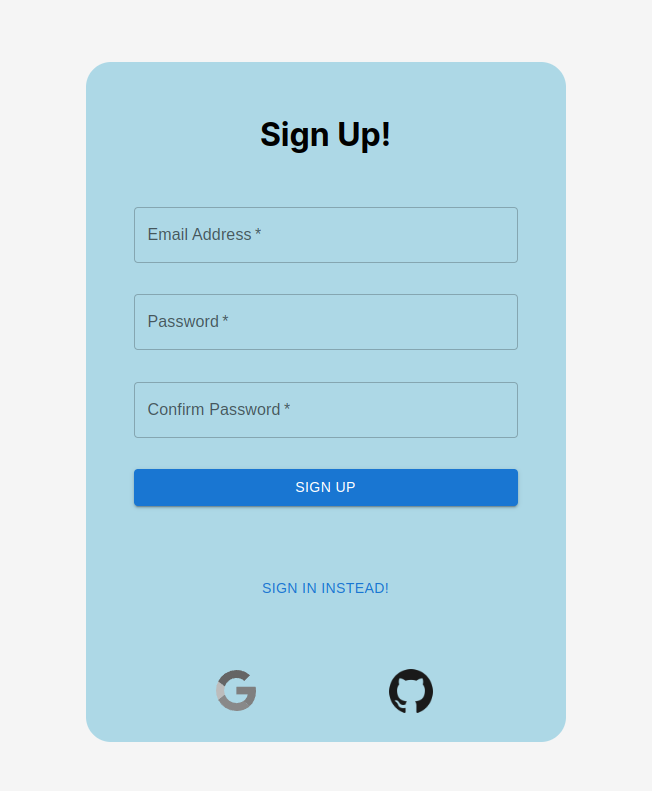 Sign Up!
Email Address *
Password *
Confirm Password *
SIGN UP
SIGN IN INSTEAD!